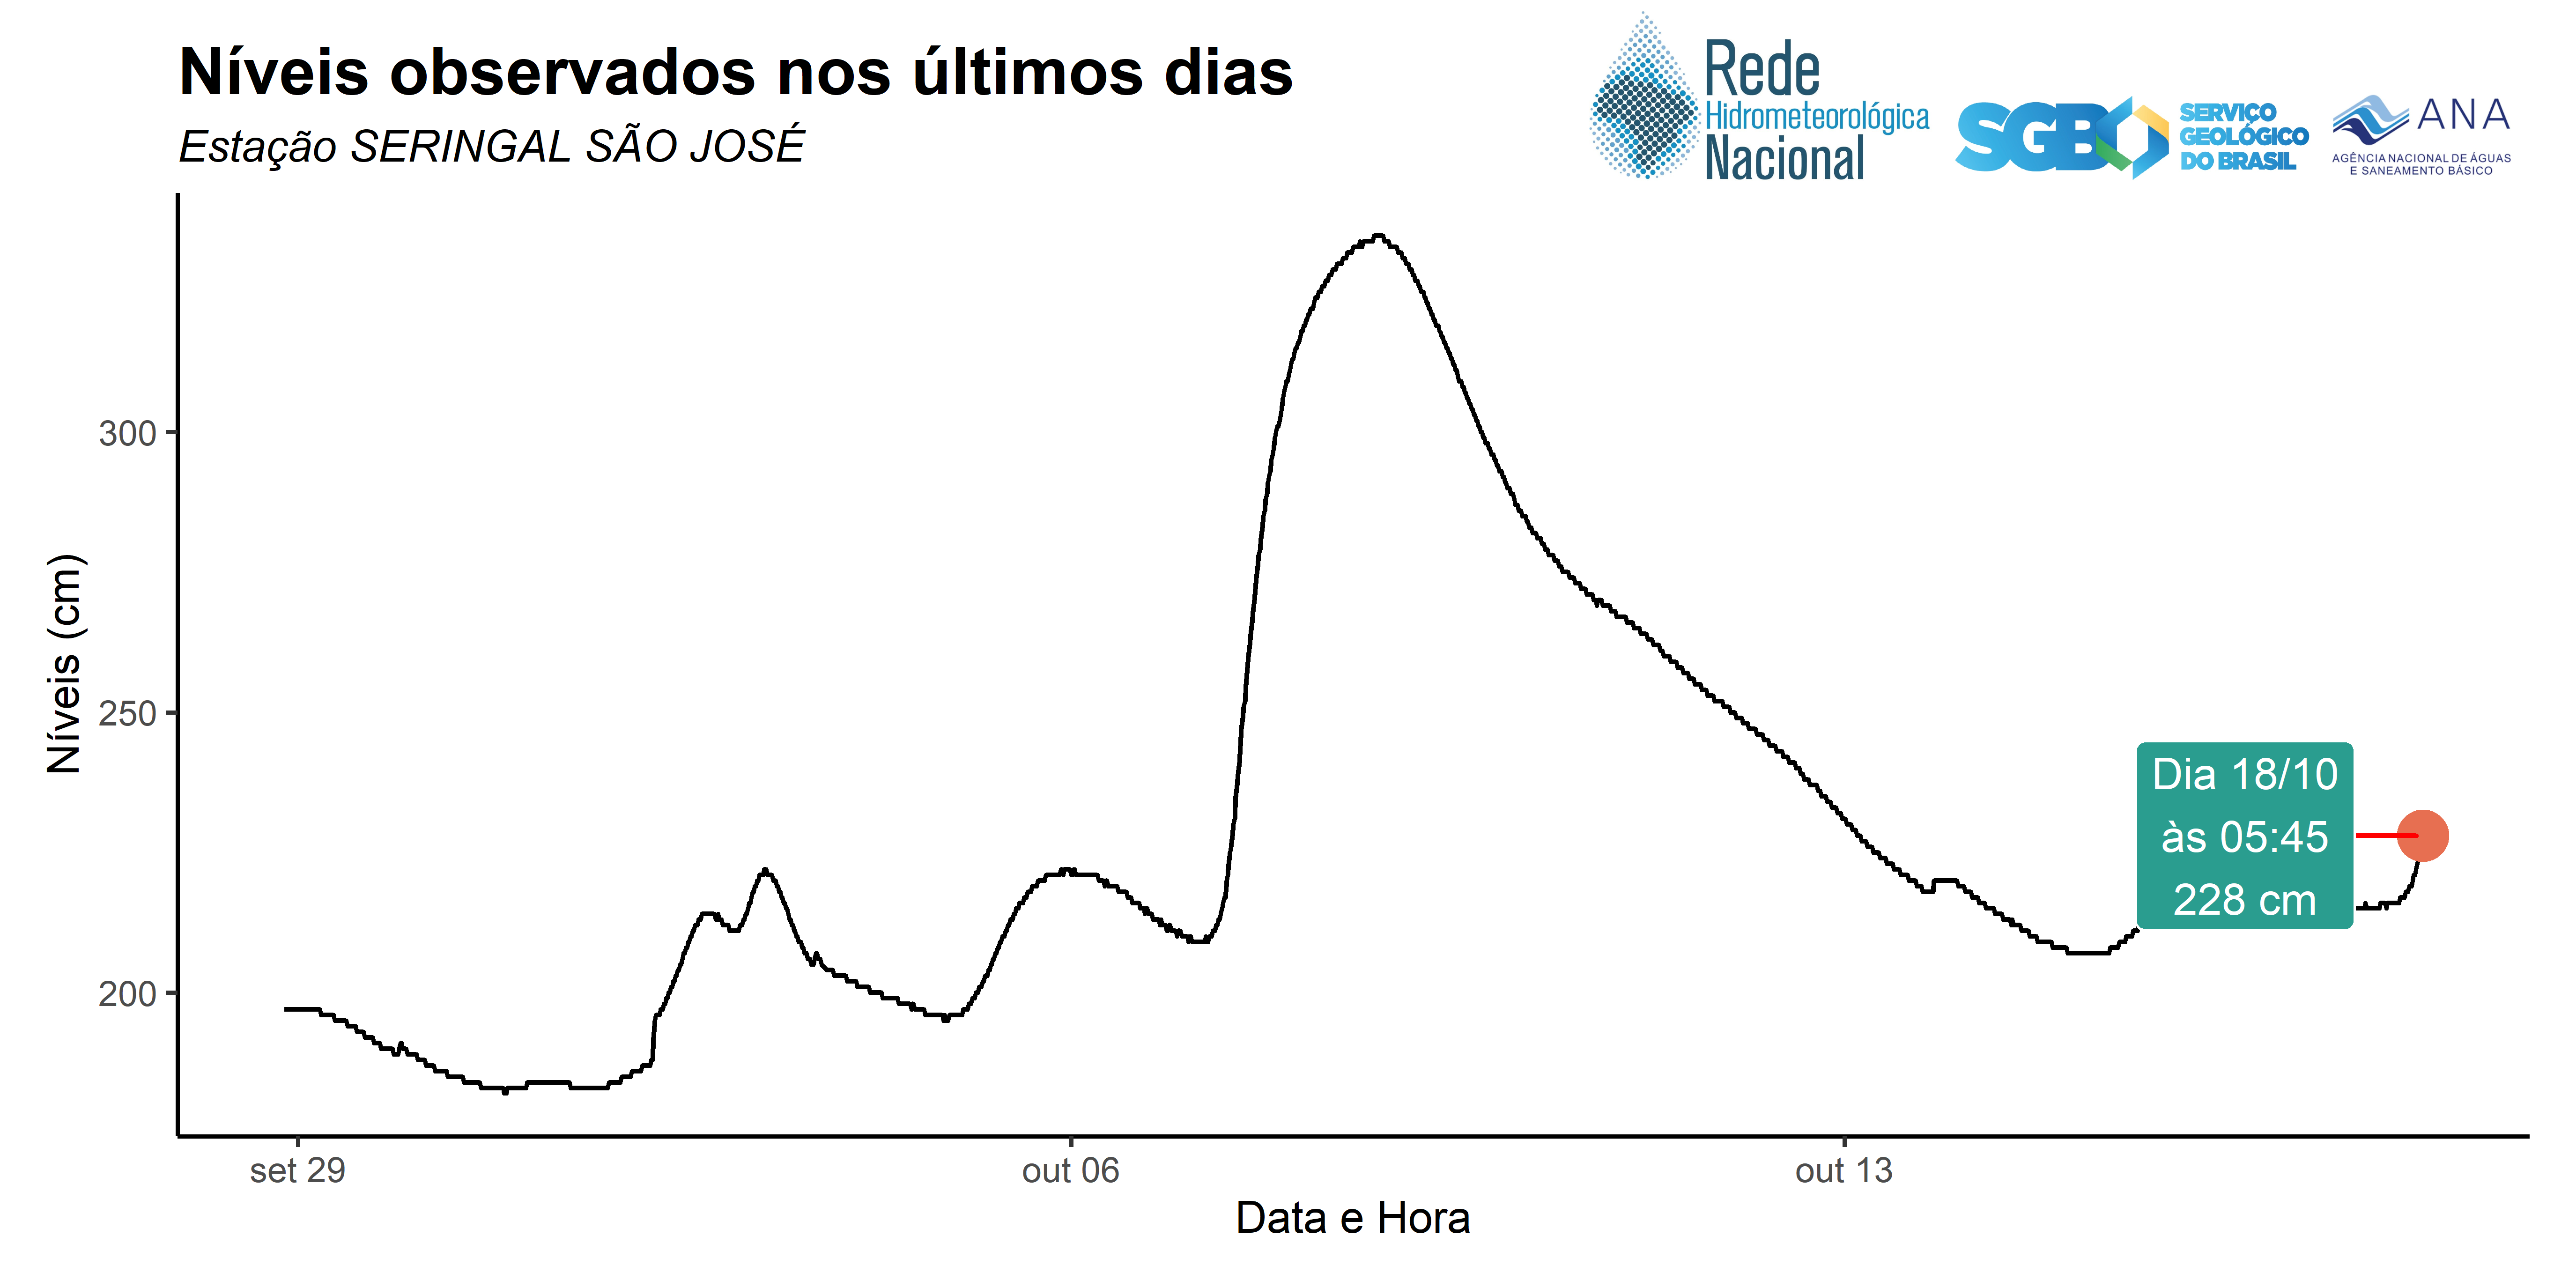 Níveis observados nos últimos dias
Estação SERINGAL SÃO JOSÉ
Rede
Hidrometeorológica
Nacional
SGB
SERVIÇO
GEOLÓGICO
DO BRASIL
ANA
AGÊNCIA NACIONAL DE ÁGUAS
E SANEAMENTO BÁSICO
Níveis (cm)
300
250
200
Dia 18/10
às 05:45
228 cm
set 29
out 06
out 13
Data e Hora